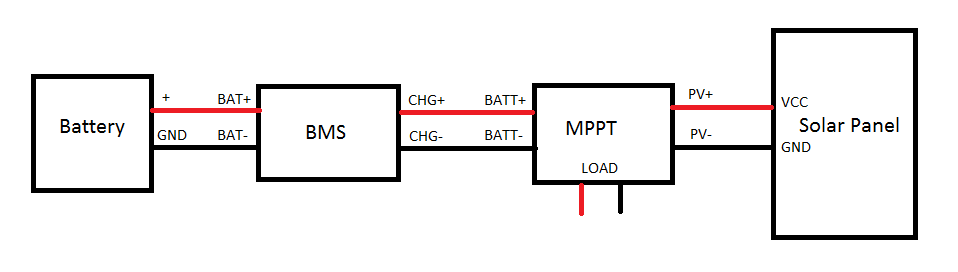 Battery
+
GND
BAT+
BAT-
BMS
CHG+
CHG-
BATT+
BATT-
MPPT
LOAD
PV+
PV-
VCC
GND
Solar Panel